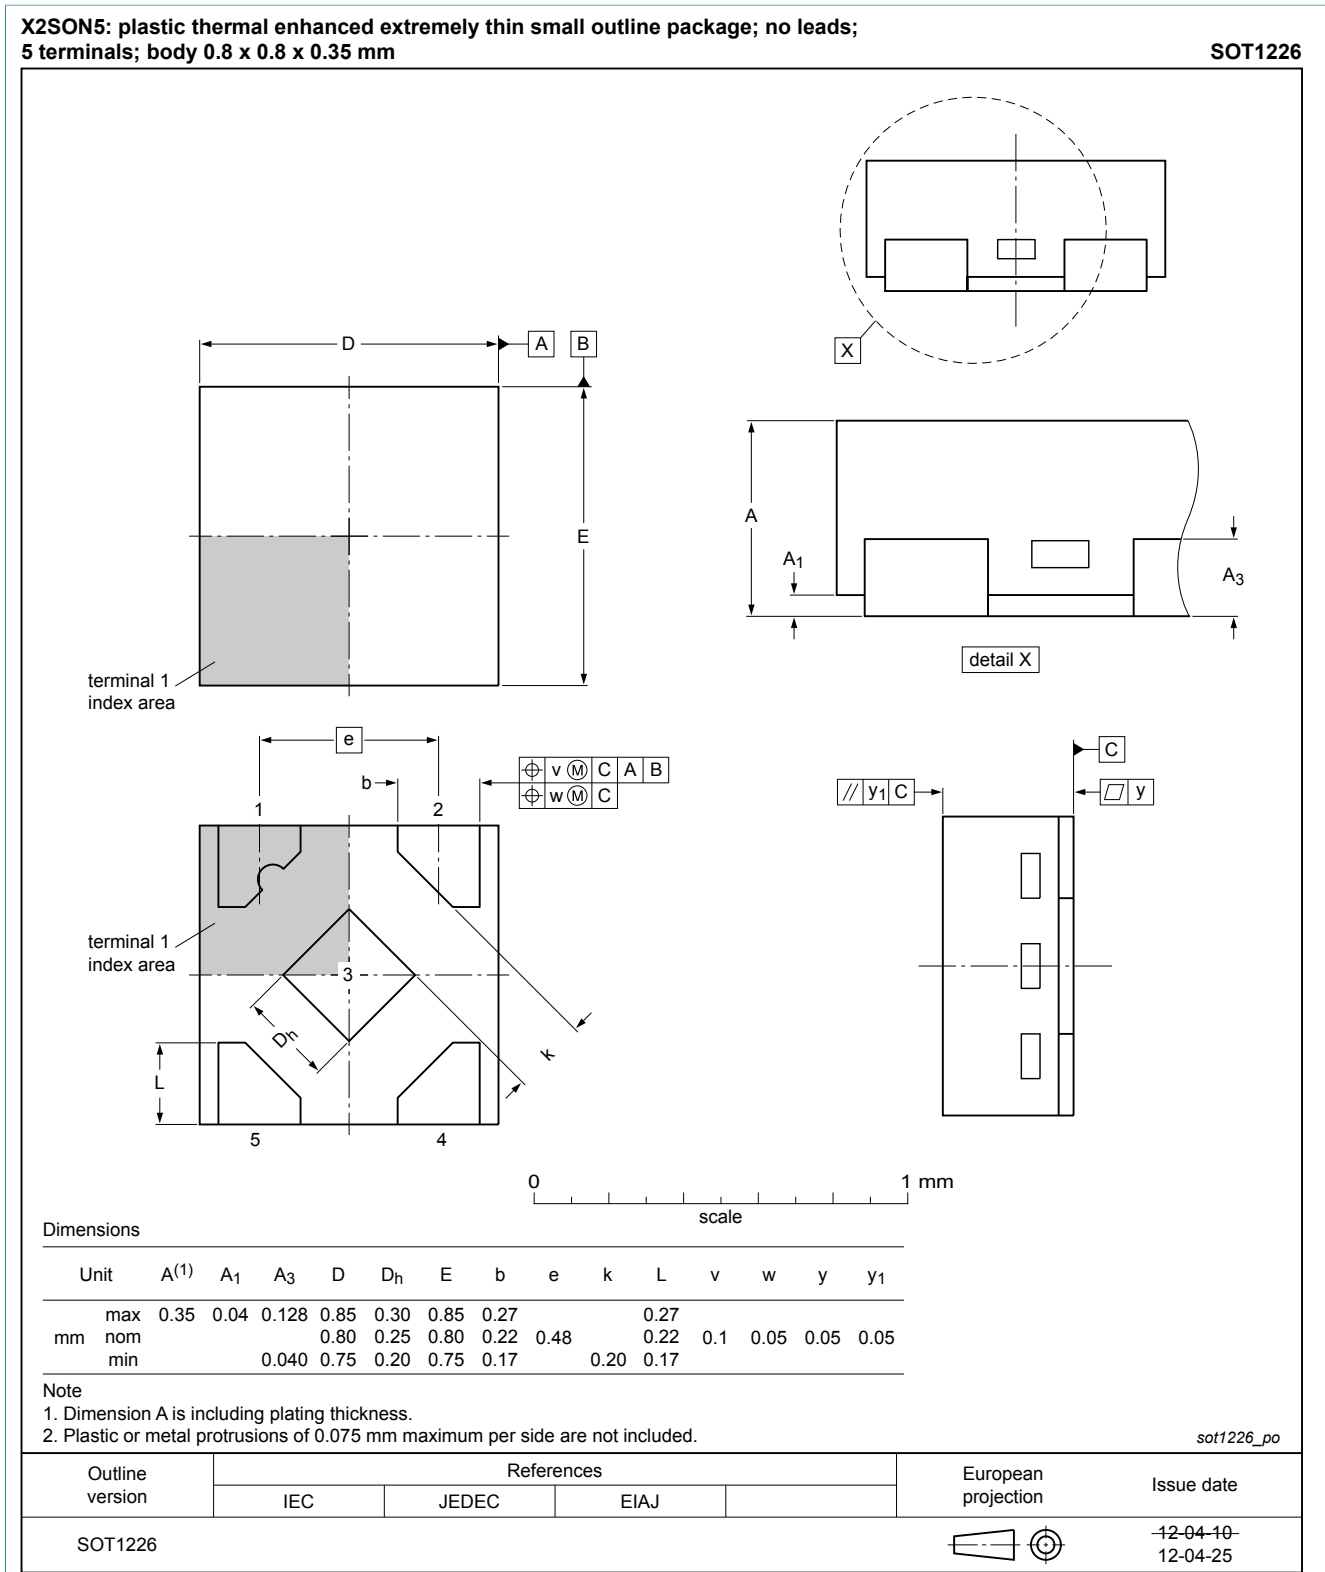 X2SON5: plastic thermal enhanced extremely thin small outline package; no leads;
5 terminals; body 0.8 x 0.8 x 0.35 mm SOT1226
X
D A B
E
terminal 1
index area
A
A1
A3
detail X
e
b
v M C A B
w M C
1 2
terminal 1
index area
3
Dh
k
L
5 4
C
// y1 C
y
0 1 mm
scale
Dimensions
Unit A(1) A1 A3 D Dh E b e k L v w y y1
max 0.35 0.04 0.128 0.85 0.30 0.85 0.27 0.27
mm nom 0.80 0.25 0.80 0.22 0.48 0.22 0.1 0.05 0.05 0.05
min 0.040 0.75 0.20 0.75 0.17 0.20 0.17
Note
1. Dimension A is including plating thickness.
2. Plastic or metal protrusions of 0.075 mm maximum per side are not included.
sot1226_po
Outline
version
References
IEC JEDEC EIAJ
European
projection
Issue date
SOT1226
12-04-10
12-04-25